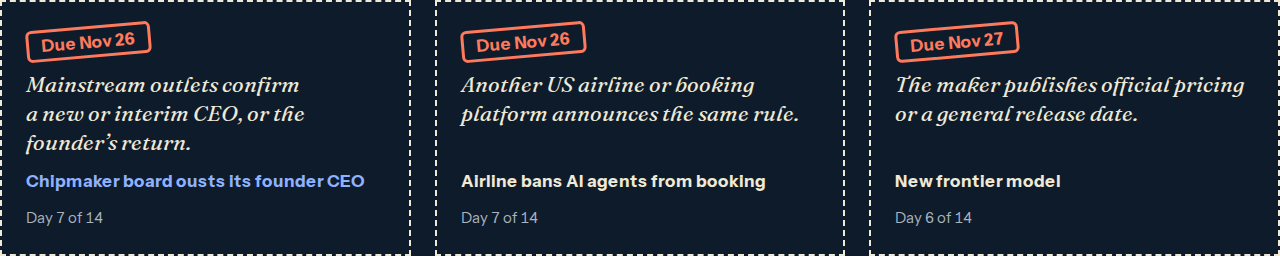 Due Nov 26
Mainstream outlets confirm
a new or interim CEO, or the
founder's return.
Chipmaker board ousts its founder CEO
Day 7 of 14
Due Nov 26
Another US airline or booking
platform announces the same rule.
Airline bans AI agents from booking
Day 7 of 14
Due Nov 27
The maker publishes official pricing
or a general release date.
New frontier model
Day 6 of 14